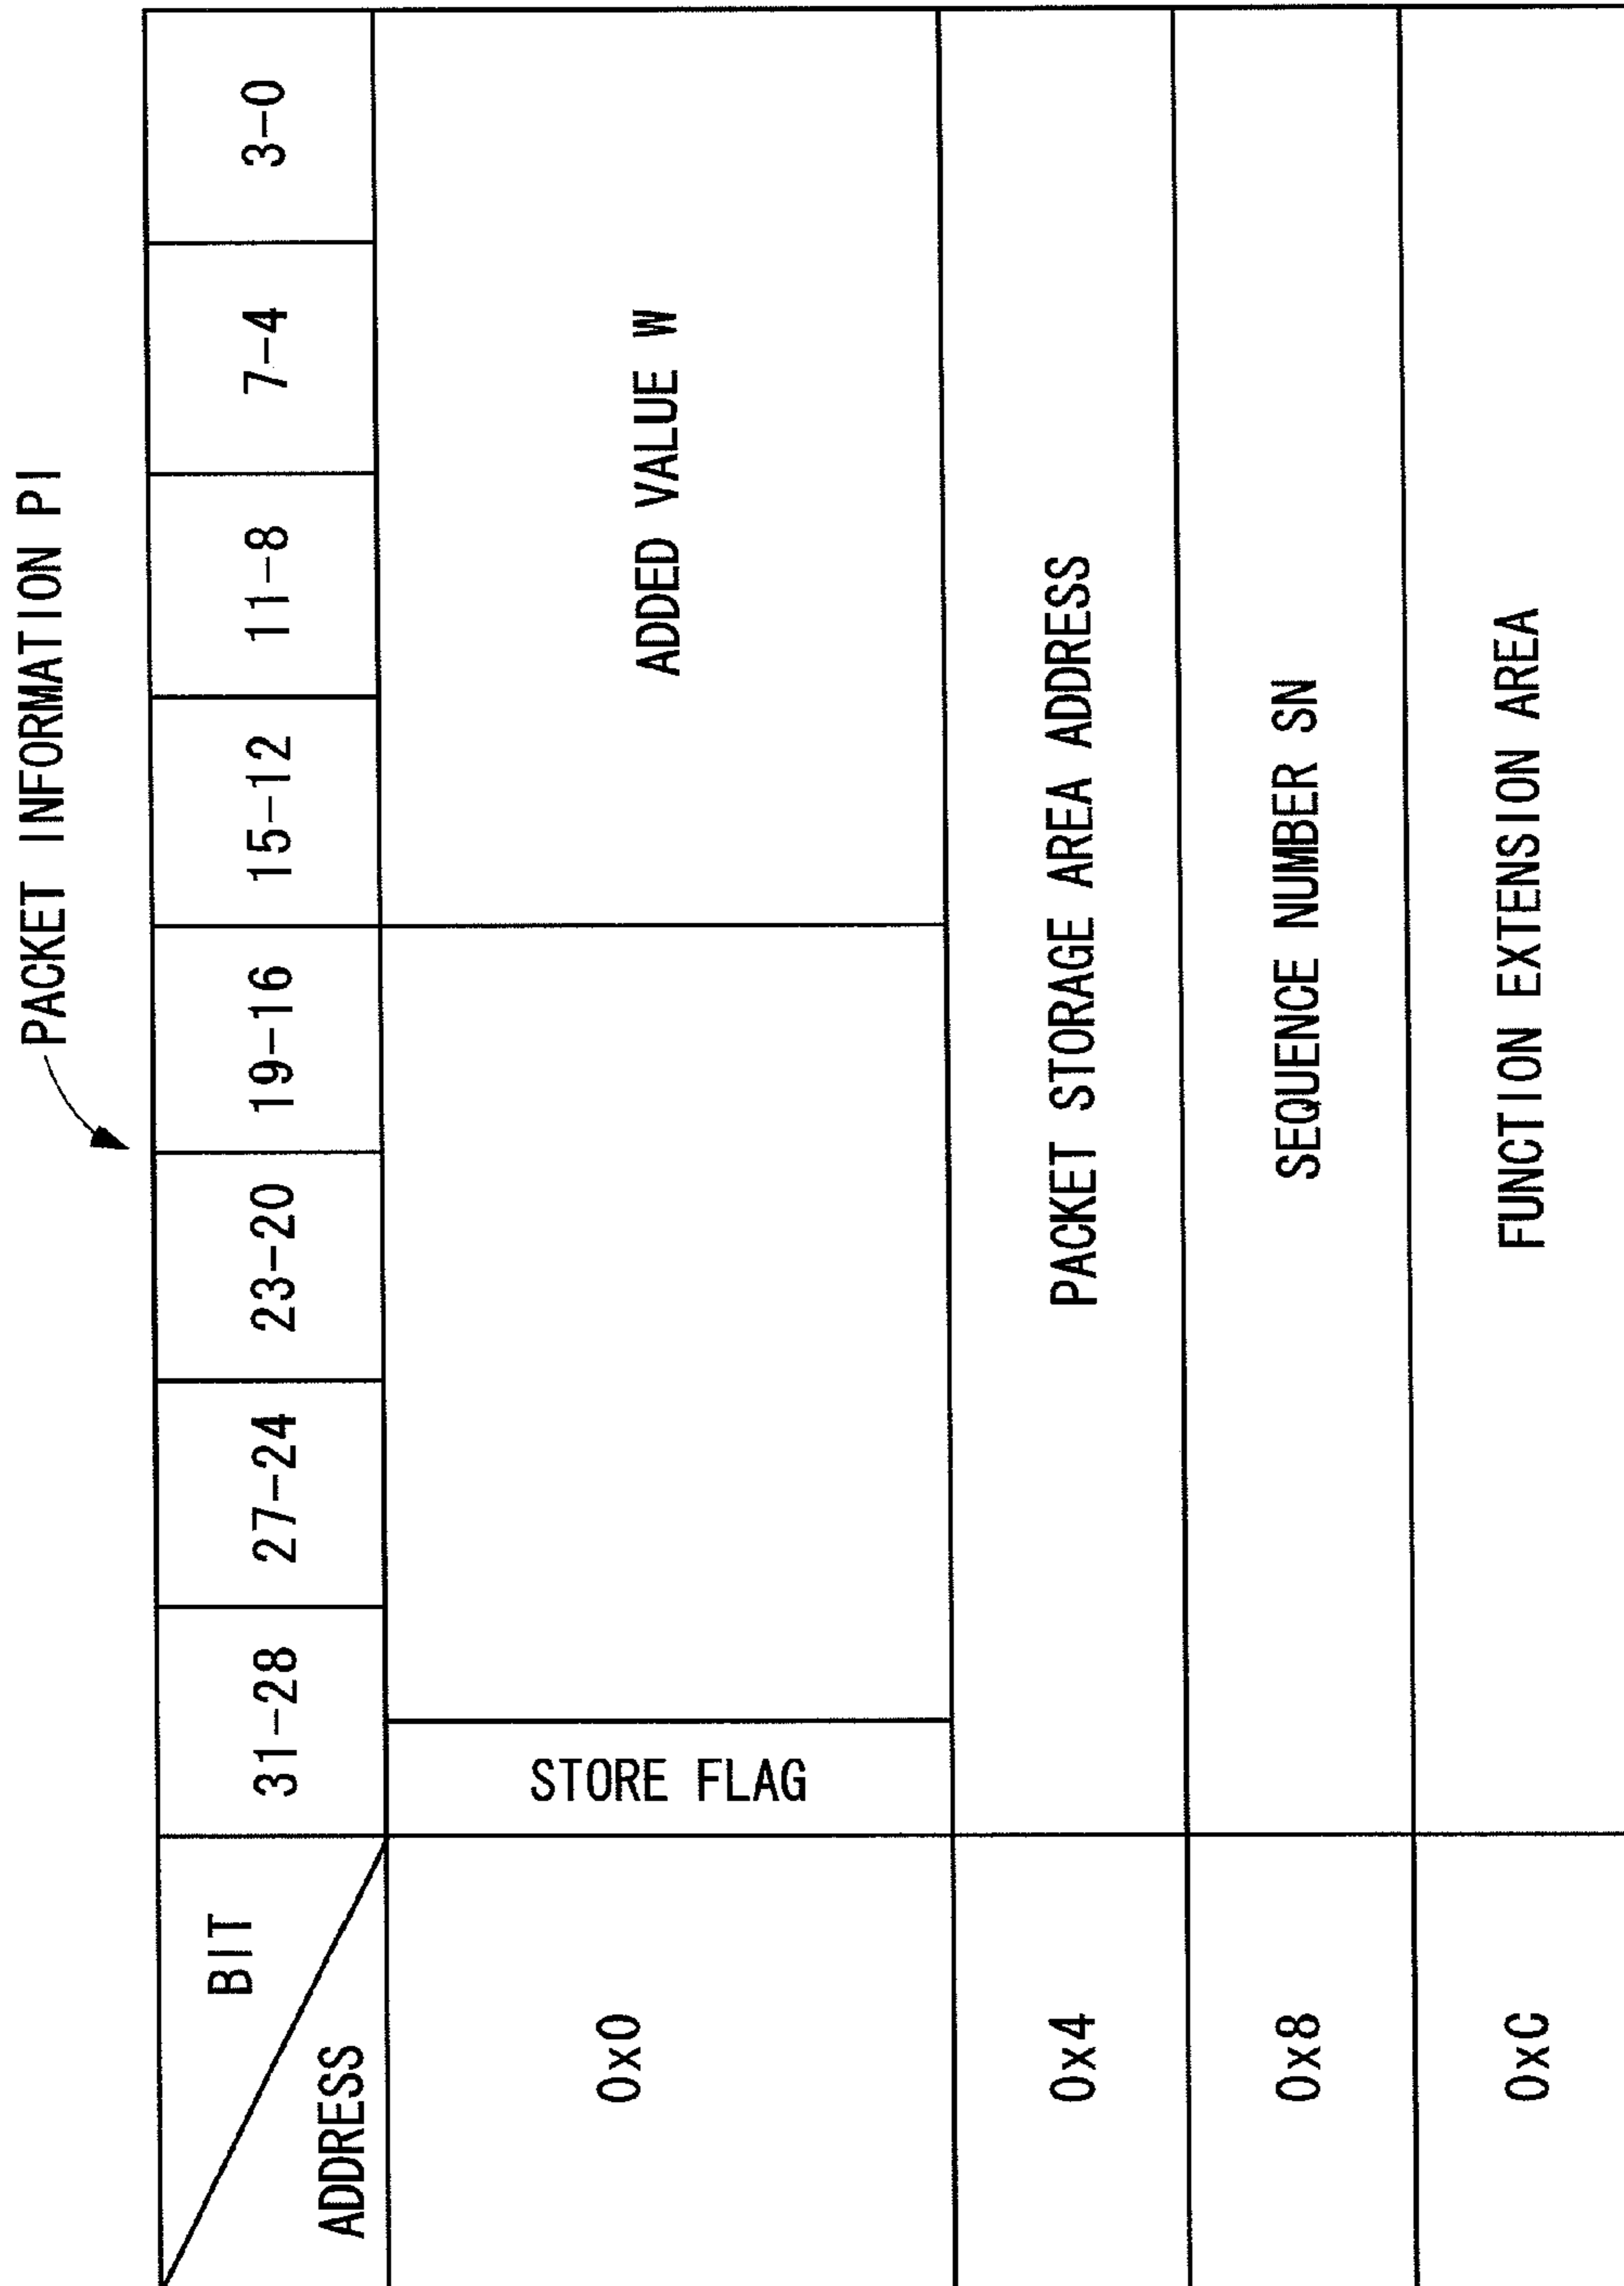 PACKET INFORMATION PI
BIT
ADDRESS
31-28 27-24 23-20 19-16 15-12 11-8 7-4 3-0
0x0 STORE FLAG ADDED VALUE W
0x4 PACKET STORAGE AREA ADDRESS
0x8 SEQUENCE NUMBER SN
0xC FUNCTION EXTENSION AREA